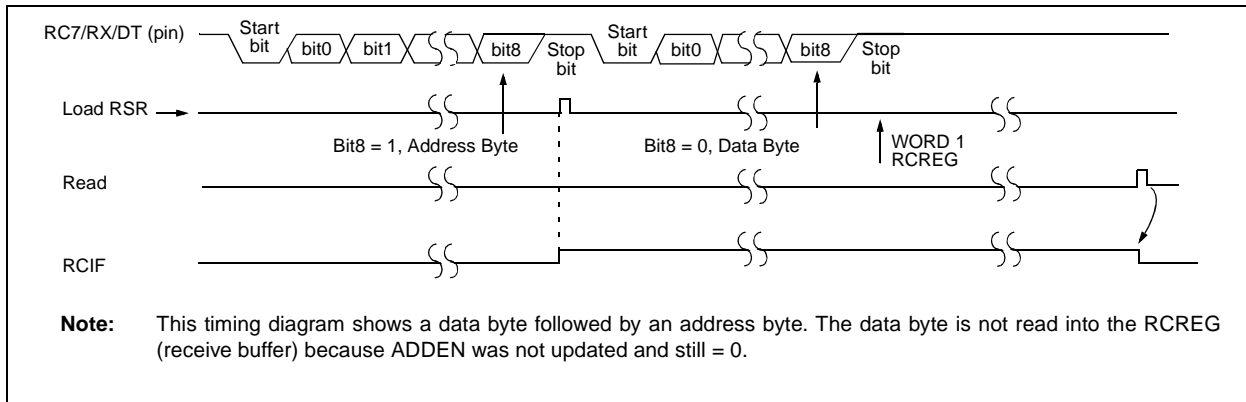 RC7/RX/DT (pin)
Start
bit
bit0
bit1
bit8
Stop
bit
Start
bit
bit0
bit8
Stop
bit
Load RSR
Bit8 = 1, Address Byte
Bit8 = 0, Data Byte
WORD 1
RCREG
Read
RCIF
Note: This timing diagram shows a data byte followed by an address byte. The data byte is not read into the RCREG
(receive buffer) because ADDEN was not updated and still = 0.